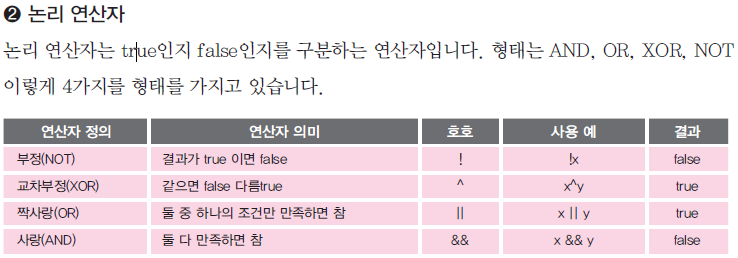 ❷ 논리 연산자
논리 연산자는 true인지 false인지를 구분하는 연산자입니다. 형태는 AND, OR, XOR, NOT
이렇게 4가지를 형태를 가지고 있습니다.
연산자 정의 연산자 의미 호호 사용 예 결과
부정(NOT) 결과가 true 이면 false ! !x false
교차부정(XOR) 같으면 false 다름true ^ x^y true
짝사랑(OR) 둘 중 하나의 조건만 만족하면 참 || x || y true
사랑(AND) 둘 다 만족하면 참 && x && y false